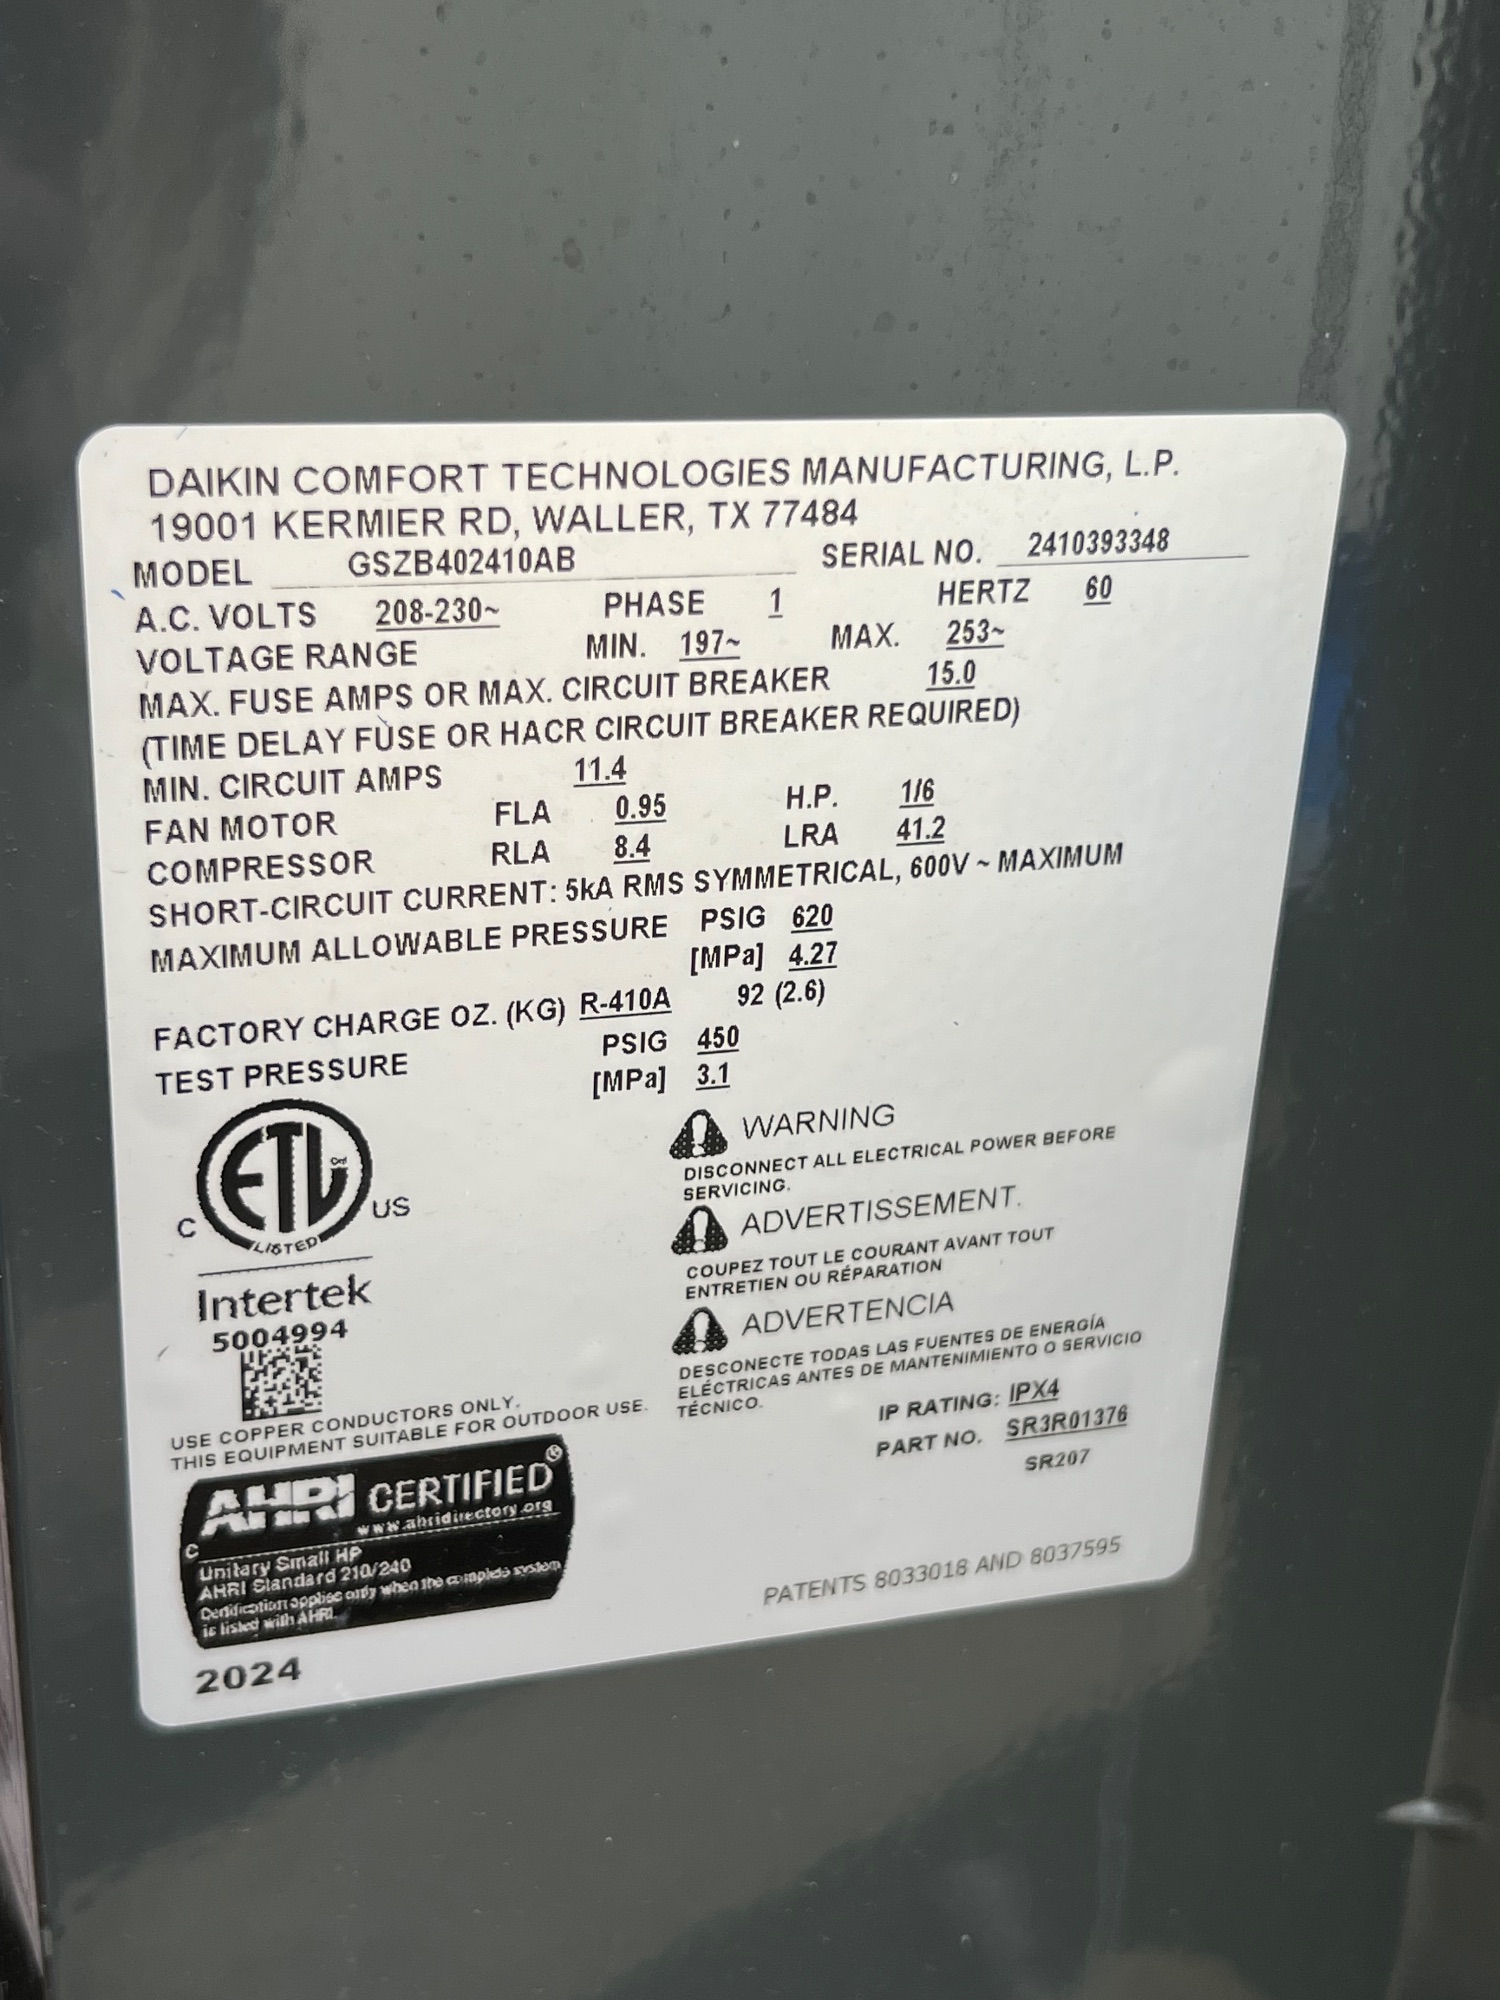 DAIKIN COMFORT TECHNOLOGIES MANUFACTURING, L.P.
19001 KERMIER RD, WALLER, TX 77484
MODEL GSZB402410AB SERIAL NO. 2410393348
A.C. VOLTS 208-230~ PHASE 1 HERTZ 60
VOLTAGE RANGE MIN. 197~ MAX. 253~
MAX. FUSE AMPS OR MAX. CIRCUIT BREAKER 15.0
(TIME DELAY FUSE OR HACR CIRCUIT BREAKER REQUIRED)
MIN. CIRCUIT AMPS 11.4
FAN MOTOR FLA 0.95 H.P. 1/6
COMPRESSOR RLA 8.4 LRA 41.2
SHORT-CIRCUIT CURRENT: 5kA RMS SYMMETRICAL, 600V ~ MAXIMUM
MAXIMUM ALLOWABLE PRESSURE PSIG 620
[MPa] 4.27
FACTORY CHARGE OZ. (KG) R-410A 92 (2.6)
TEST PRESSURE PSIG 450
[MPa] 3.1
C ETL US
LISTED
Intertek
5004994
WARNING
DISCONNECT ALL ELECTRICAL POWER BEFORE
SERVICING.
ADVERTISSEMENT.
COUPEZ TOUT LE COURANT AVANT TOUT
ENTRETIEN OU RÉPARATION
ADVERTENCIA
DESCONECTE TODAS LAS FUENTES DE ENERGÍA
ELÉCTRICAS ANTES DE MANTENIMIENTO O SERVICIO
TÉCNICO.
USE COPPER CONDUCTORS ONLY.
THIS EQUIPMENT SUITABLE FOR OUTDOOR USE.
IP RATING: IPX4
PART NO. SR3R01376
SR207
AHRI CERTIFIED®
www.ahridirectory.org
C
Unitary Small HP
AHRI Standard 210/240
Certification applies only when the complete system
is listed with AHRI.
2024
PATENTS 8033018 AND 8037595